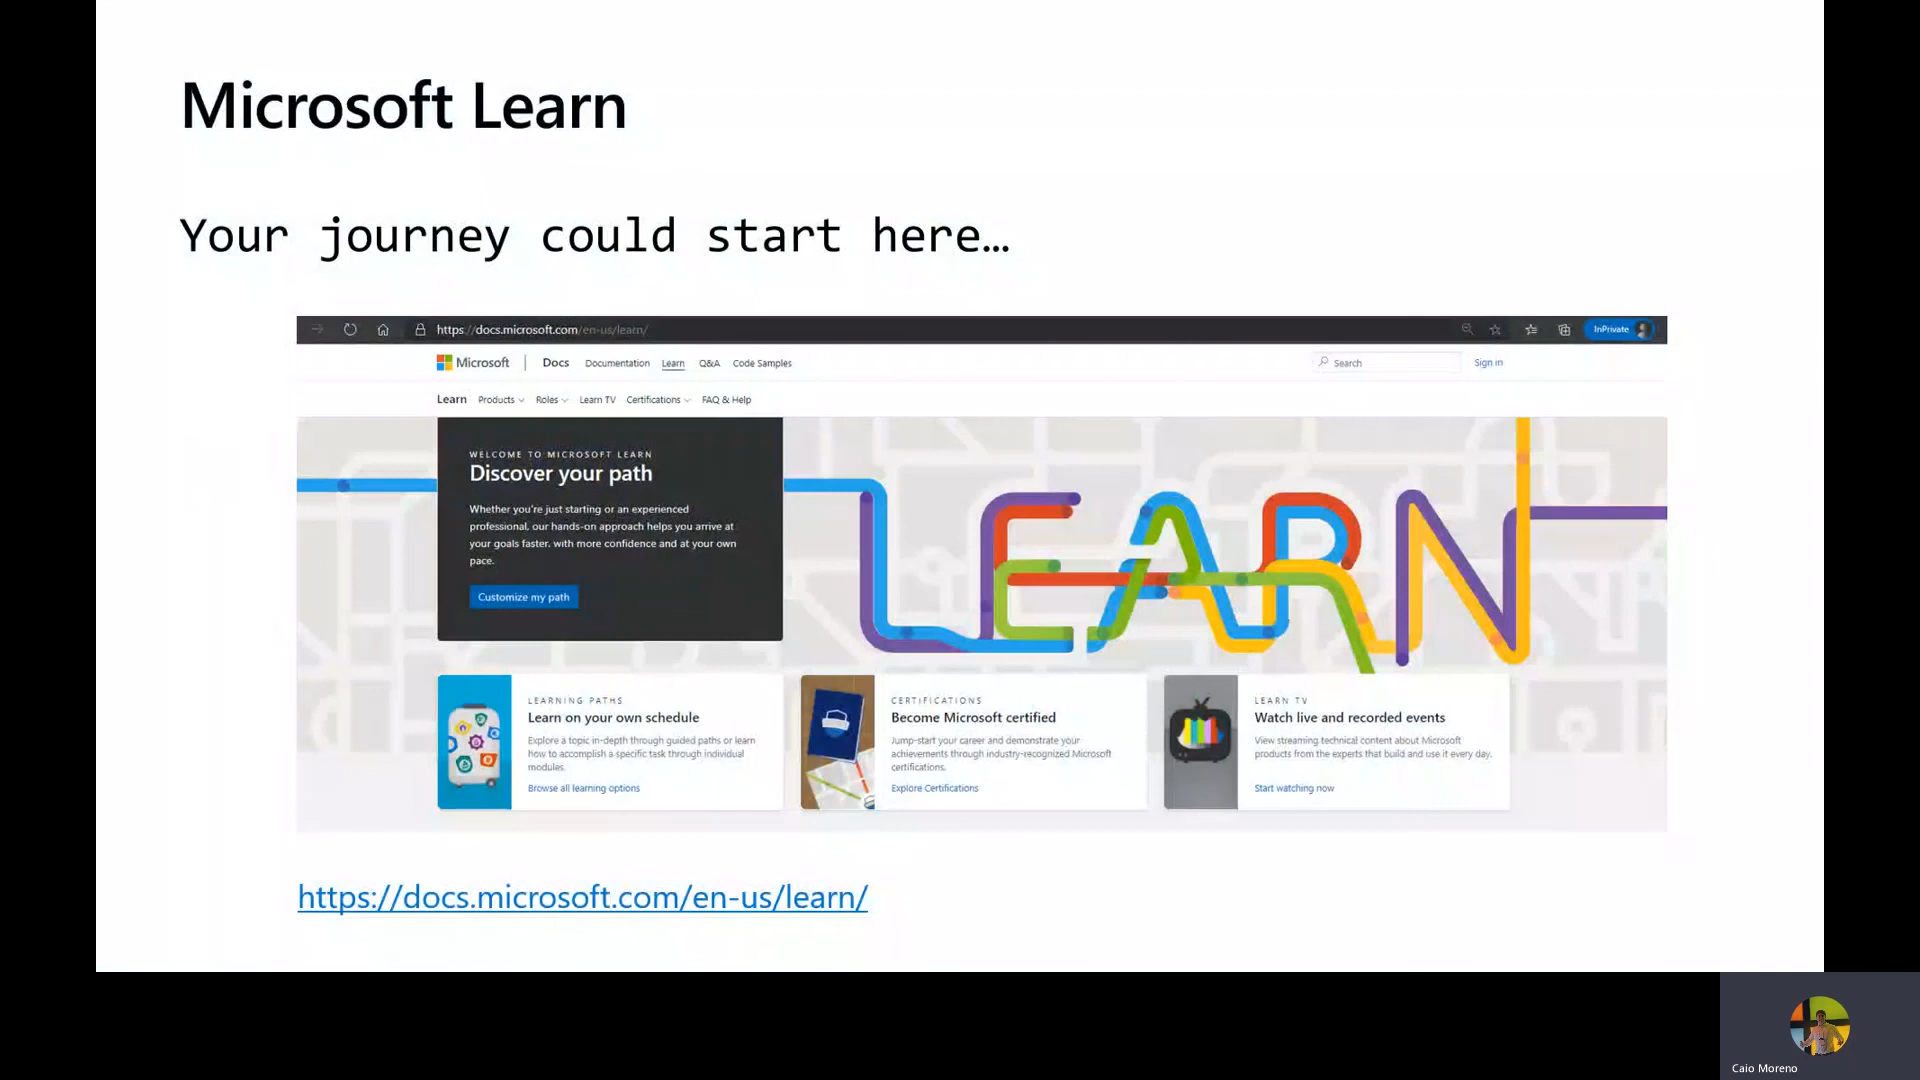 Microsoft Learn
Your journey could start here…
https://docs.microsoft.com/en-us/learn/
InPrivate
Microsoft | Docs Documentation Learn Q&A Code Samples
Search
Sign in
Learn Products Roles Learn TV Certifications FAQ & Help
WELCOME TO MICROSOFT LEARN
Discover your path
Whether you're just starting or an experienced
professional, our hands-on approach helps you arrive at
your goals faster, with more confidence and at your own
pace.
Customize my path
LEARN
LEARNING PATHS
Learn on your own schedule
Explore a topic in-depth through guided paths or learn
how to accomplish a specific task through individual
modules.
Browse all learning options
CERTIFICATIONS
Become Microsoft certified
Jump-start your career and demonstrate your
achievements through industry-recognized Microsoft
certifications.
Explore Certifications
LEARN TV
Watch live and recorded events
View streaming technical content about Microsoft
products from the experts that build and use it every day.
Start watching now
https://docs.microsoft.com/en-us/learn/
Caio Moreno